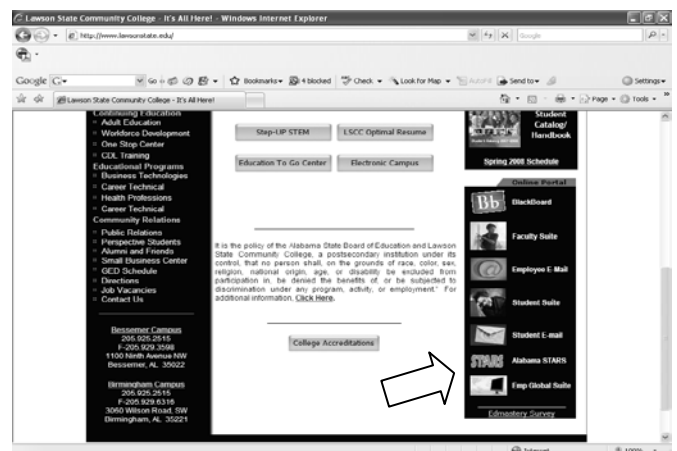 Lawson State Community College - It's All Here! - Windows Internet Explorer
http://www.lawsonstate.edu/
Google
Google G
Go
Bookmarks
4 blocked
Check
Look for Map
AutoFill
Send to
Settings
Lawson State Community College - It's All Here!
Page
Tools
Continuing Education
Adult Education
Workforce Development
One Stop Center
CDL Training
Educational Programs
Business Technologies
Career Technical
Health Professions
Career Technical
Community Relations
Public Relations
Perspective Students
Alumni and Friends
Small Business Center
GED Schedule
Directions
Job Vacancies
Contact Us
Bessemer Campus
205.925.2515
F-205.929.3598
1100 Ninth Avenue NW
Bessemer, AL 35022
Birmingham Campus
205.925.2515
F-205.929.6316
3060 Wilson Road, SW
Birmingham, AL 35221
Step-UP STEM
LSCC Optimal Resume
Education To Go Center
Electronic Campus
It is the policy of the Alabama State Board of Education and Lawson
State Community College, a postsecondary institution under its
control, that no person shall, on the grounds of race, color, sex,
religion, national origin, age, or disability be excluded from
participation in, be denied the benefits of, or be subjected to
discrimination under any program, activity, or employment." For
additional information, Click Here.
College Accreditations
Student
Catalog/
Handbook
Spring 2008 Schedule
Online Portal
Bb BlackBoard
Faculty Suite
Employee E Mail
Student Suite
Student E-mail
STARS Alabama STARS
Emp Global Suite
Edmastery Survey
Internet
100%